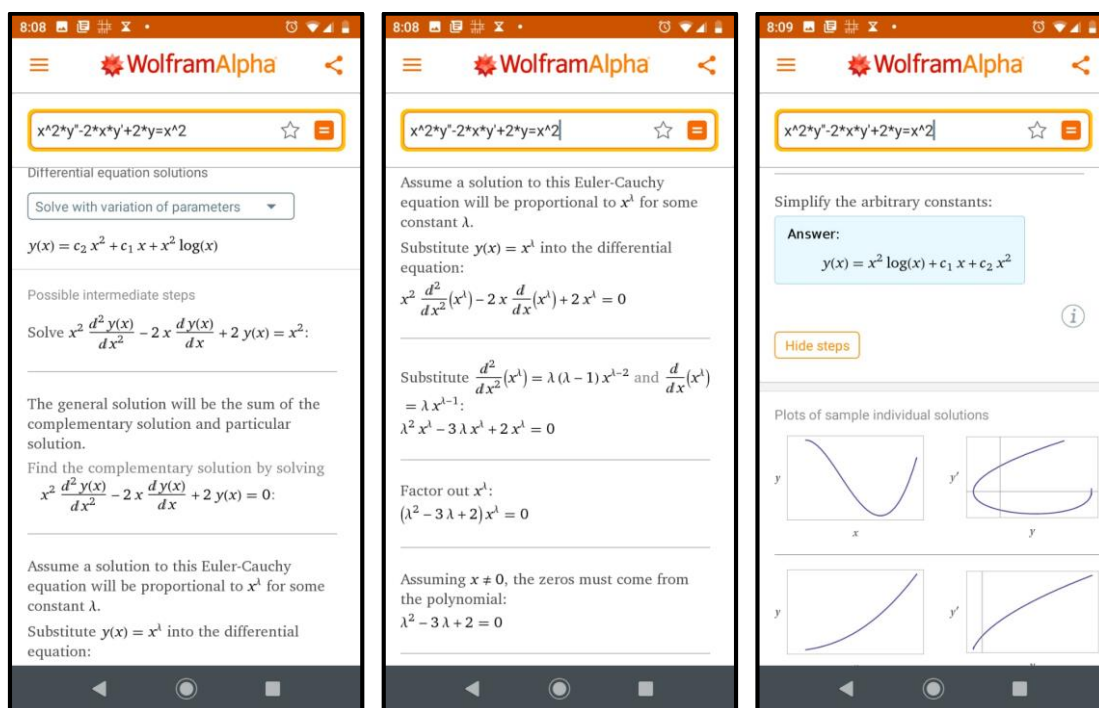 8:08
WolframAlpha
x^2*y''-2*x*y'+2*y=x^2
Differential equation solutions
Solve with variation of parameters
y(x) = c₂ x² + c₁ x + x² log(x)
Possible intermediate steps
Solve x² d² y(x)/dx² − 2 x d y(x)/dx + 2 y(x) = x²:
The general solution will be the sum of the
complementary solution and particular
solution.
Find the complementary solution by solving
x² d² y(x)/dx² − 2 x d y(x)/dx + 2 y(x) = 0:
Assume a solution to this Euler-Cauchy
equation will be proportional to x^λ for some
constant λ.
Substitute y(x) = x^λ into the differential
equation:
8:08
WolframAlpha
x^2*y''-2*x*y'+2*y=x^2
Assume a solution to this Euler-Cauchy
equation will be proportional to x^λ for some
constant λ.
Substitute y(x) = x^λ into the differential
equation:
x² d²/dx² (x^λ) − 2 x d/dx (x^λ) + 2 x^λ = 0
Substitute d²/dx² (x^λ) = λ (λ − 1) x^(λ−2) and d/dx (x^λ)
= λ x^(λ−1):
λ² x^λ − 3 λ x^λ + 2 x^λ = 0
Factor out x^λ:
(λ² − 3 λ + 2) x^λ = 0
Assuming x ≠ 0, the zeros must come from
the polynomial:
λ² − 3 λ + 2 = 0
8:09
WolframAlpha
x^2*y''-2*x*y'+2*y=x^2
Simplify the arbitrary constants:
Answer:
y(x) = x² log(x) + c₁ x + c₂ x²
i
Hide steps
Plots of sample individual solutions
y
x
y'
y
y
y'